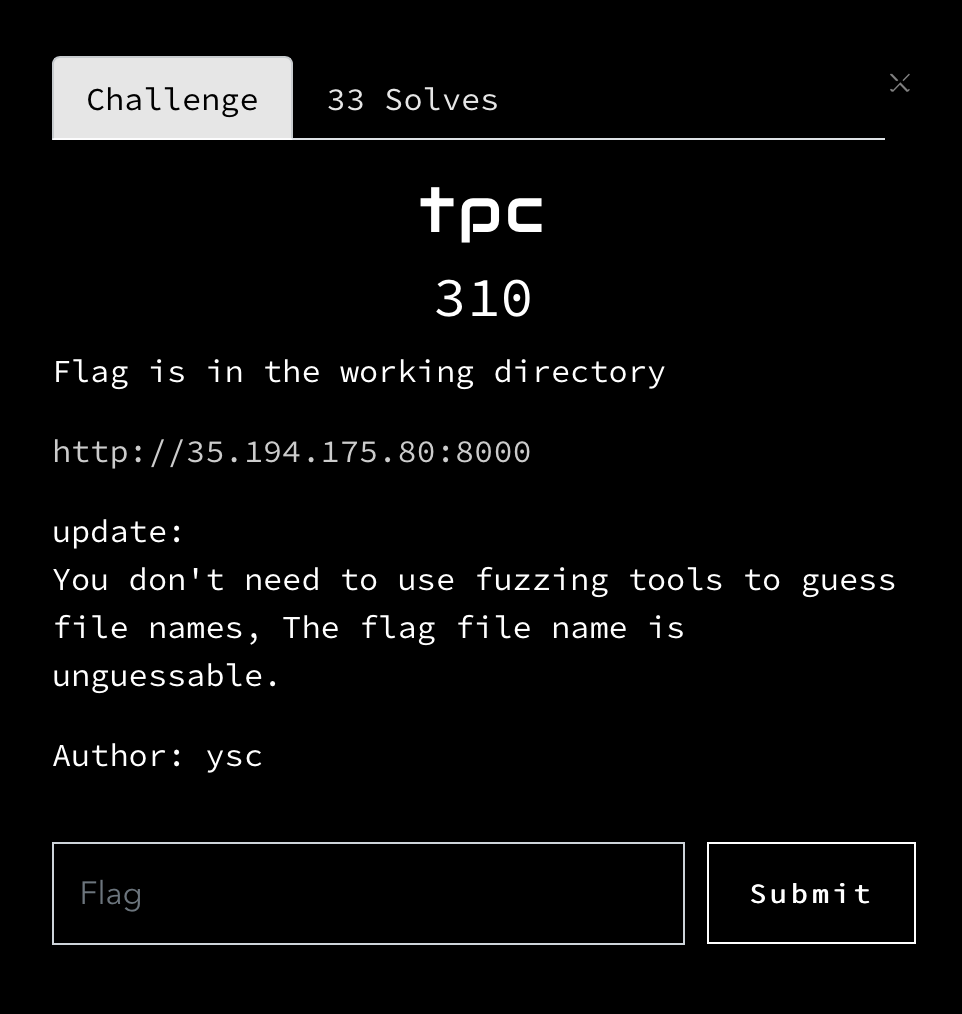 Challenge
33 Solves
tpc
310
Flag is in the working directory
http://35.194.175.80:8000
update:
You don't need to use fuzzing tools to guess
file names, The flag file name is
unguessable.
Author: ysc
Flag
Submit